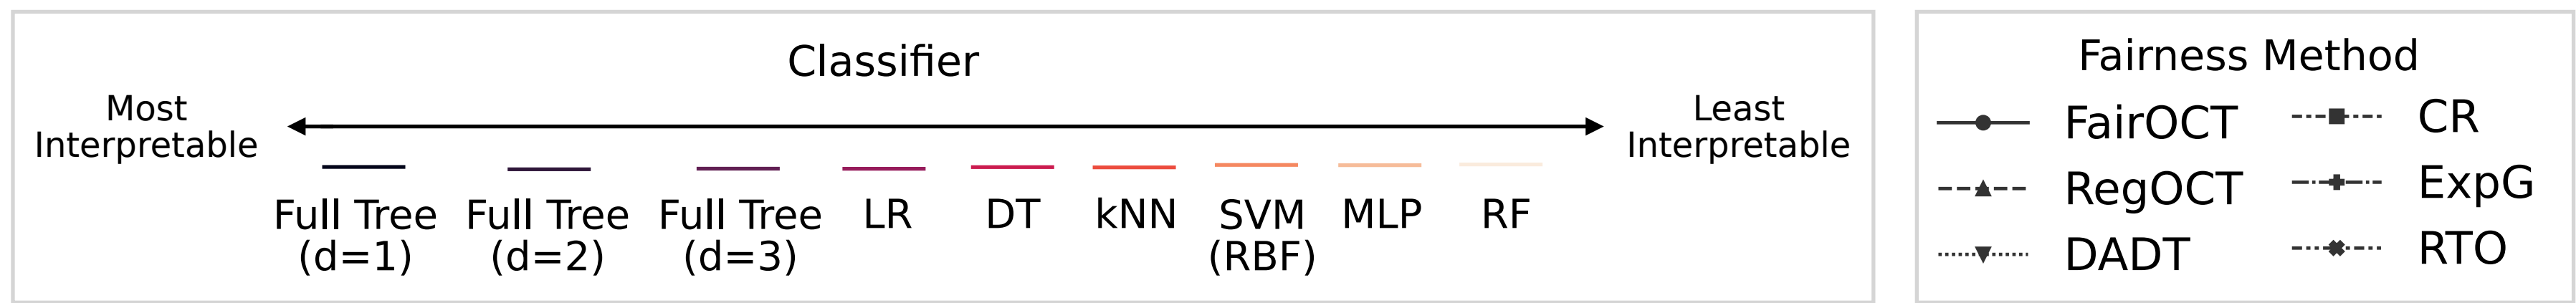 Classifier
Most
Interpretable
Least
Interpretable
Full Tree
(d=1)
Full Tree
(d=2)
Full Tree
(d=3)
LR
DT
kNN
SVM
(RBF)
MLP
RF
Fairness Method
FairOCT
RegOCT
DADT
CR
ExpG
RTO